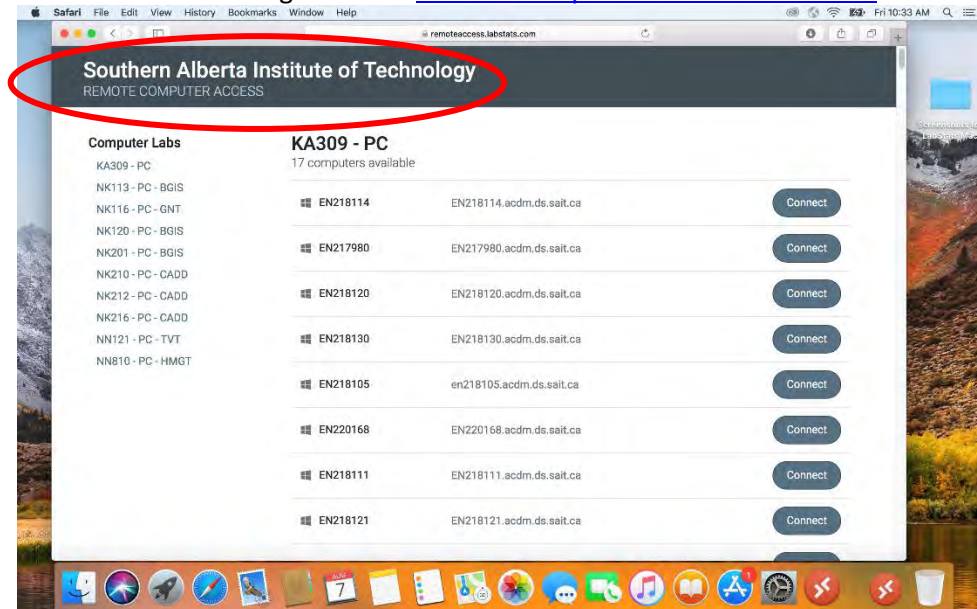 Safari File Edit View History Bookmarks Window Help Fri 10:33 AM
remoteaccess.labstats.com
Southern Alberta Institute of Technology
REMOTE COMPUTER ACCESS
Computer Labs
KA309 - PC
NK113 - PC - BGIS
NK116 - PC - GNT
NK120 - PC - BGIS
NK201 - PC - BGIS
NK210 - PC - CADD
NK212 - PC - CADD
NK216 - PC - CADD
NN121 - PC - TVT
NN810 - PC - HMGT
KA309 - PC
17 computers available
EN218114 EN218114.acdm.ds.sait.ca Connect
EN217980 EN217980.acdm.ds.sait.ca Connect
EN218120 EN218120.acdm.ds.sait.ca Connect
EN218130 EN218130.acdm.ds.sait.ca Connect
EN218105 en218105.acdm.ds.sait.ca Connect
EN220168 EN220168.acdm.ds.sait.ca Connect
EN218111 EN218111.acdm.ds.sait.ca Connect
EN218121 EN218121.acdm.ds.sait.ca Connect
7